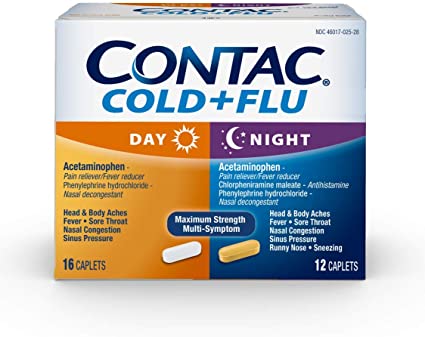 NDC 46017-025-28
CONTAC®
COLD+FLU
DAY
NIGHT
Acetaminophen -
Pain reliever/Fever reducer
Phenylephrine hydrochloride -
Nasal decongestant
Head & Body Aches
Fever • Sore Throat
Nasal Congestion
Sinus Pressure
16 CAPLETS
Maximum Strength
Multi-Symptom
Acetaminophen -
Pain reliever/Fever reducer
Chlorpheniramine maleate - Antihistamine
Phenylephrine hydrochloride -
Nasal decongestant
Head & Body Aches
Fever • Sore Throat
Nasal Congestion
Sinus Pressure
Runny Nose • Sneezing
12 CAPLETS